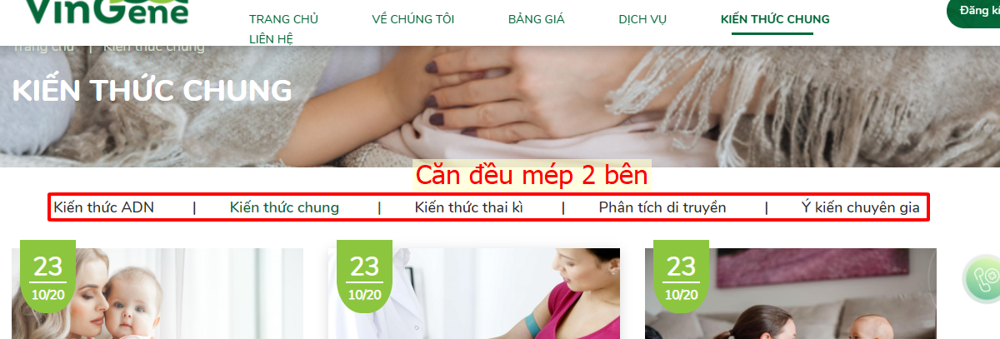 VinGene
TRANG CHỦ VỀ CHÚNG TÔI BẢNG GIÁ DỊCH VỤ KIẾN THỨC CHUNG
LIÊN HỆ
Đăng kí
Trang chủ | Kiến thức chung
KIẾN THỨC CHUNG
Căn đều mép 2 bên
Kiến thức ADN | Kiến thức chung | Kiến thức thai kì | Phân tích di truyền | Ý kiến chuyên gia
23 23 23
10/20 10/20 10/20